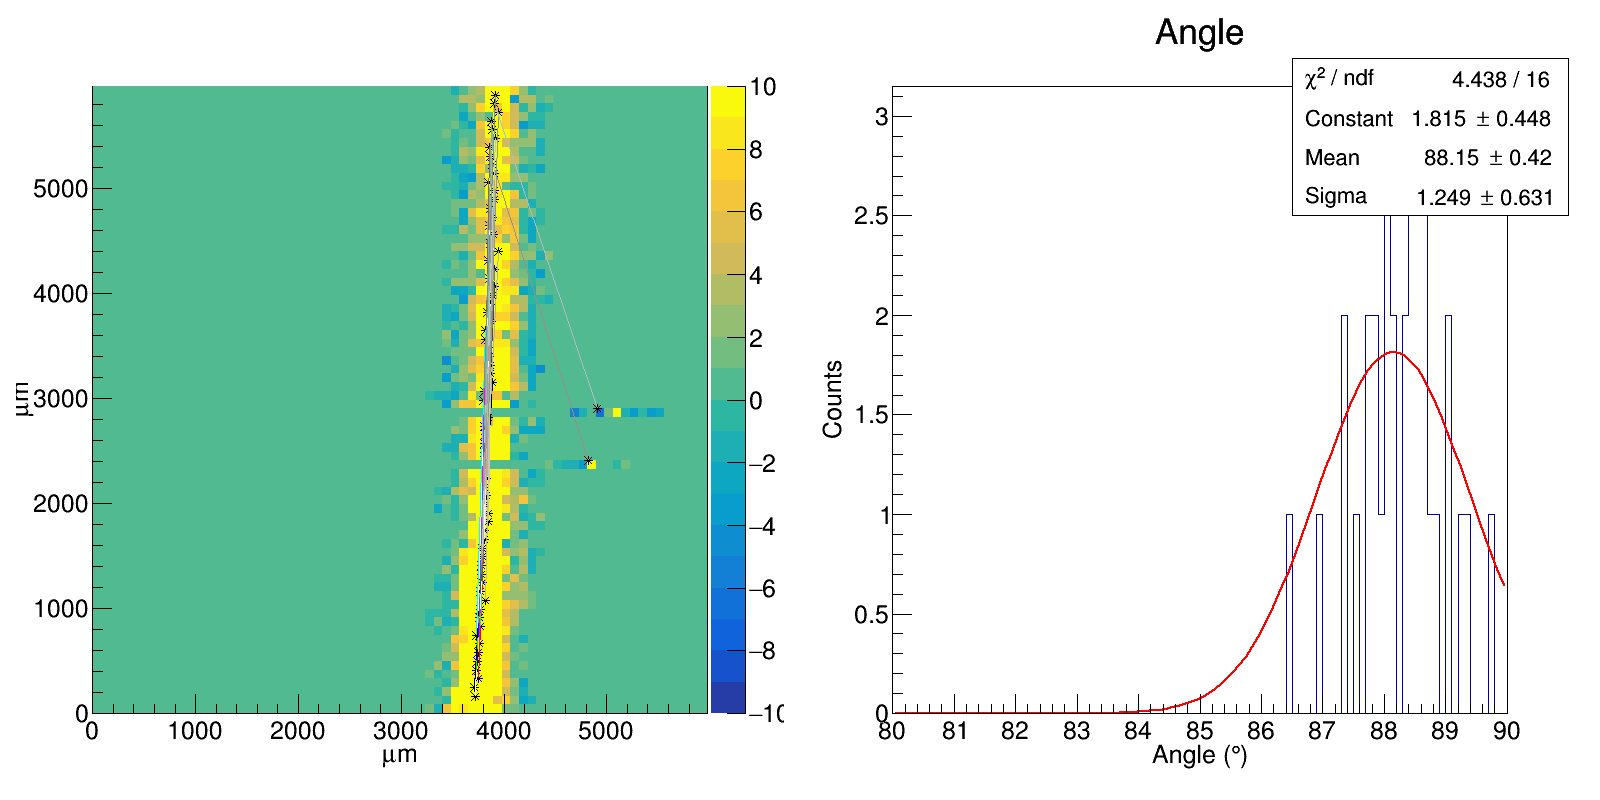 Angle
χ² / ndf 4.438 / 16
Constant 1.815 ± 0.448
Mean 88.15 ± 0.42
Sigma 1.249 ± 0.631
10
8
6
4
2
0
−2
−4
−6
−8
−10
5000
4000
3000
2000
1000
0
μm
0 1000 2000 3000 4000 5000
μm
3
2.5
2
1.5
1
0.5
0
Counts
80 81 82 83 84 85 86 87 88 89 90
Angle (°)